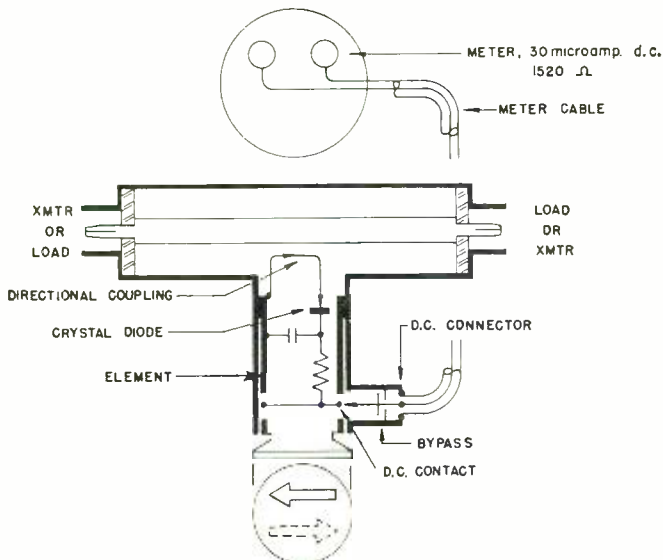 METER, 30 microamp. d.c.
1520 Ω
METER CABLE
XMTR
OR
LOAD
LOAD
OR
XMTR
DIRECTIONAL COUPLING
CRYSTAL DIODE
D.C. CONNECTOR
ELEMENT
BYPASS
D.C. CONTACT